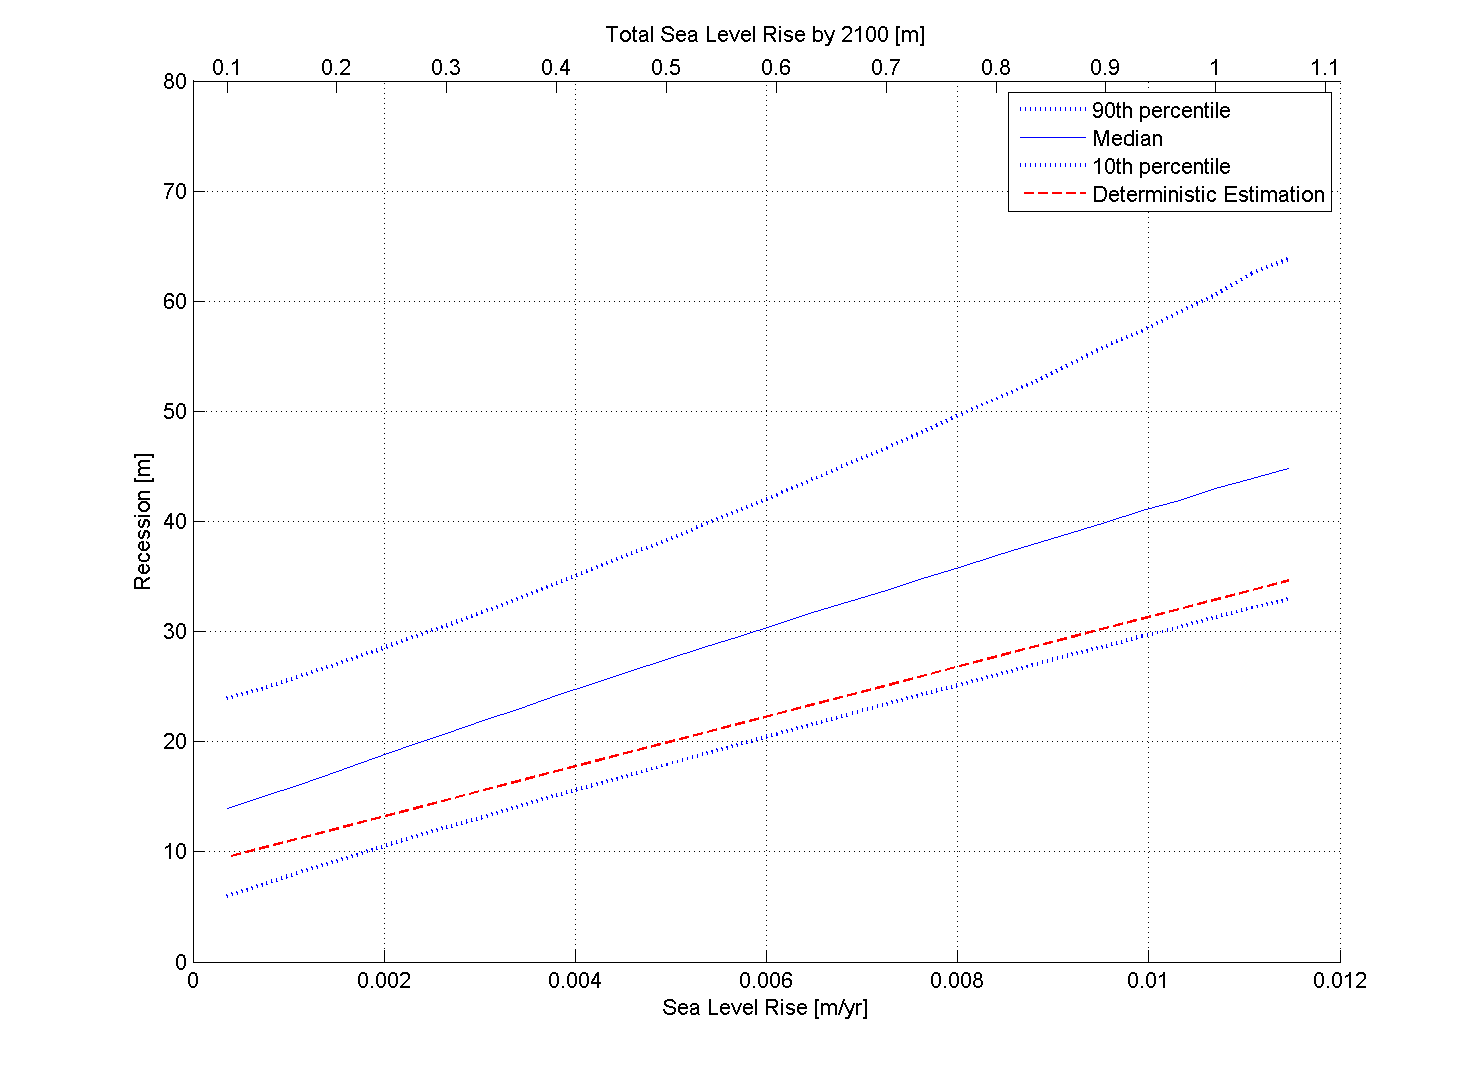 Total Sea Level Rise by 2100 [m]
0.1 0.2 0.3 0.4 0.5 0.6 0.7 0.8 0.9 1 1.1
80
90th percentile
Median
10th percentile
Deterministic Estimation
70
60
50
40
30
20
10
0
Recession [m]
0 0.002 0.004 0.006 0.008 0.01 0.012
Sea Level Rise [m/yr]